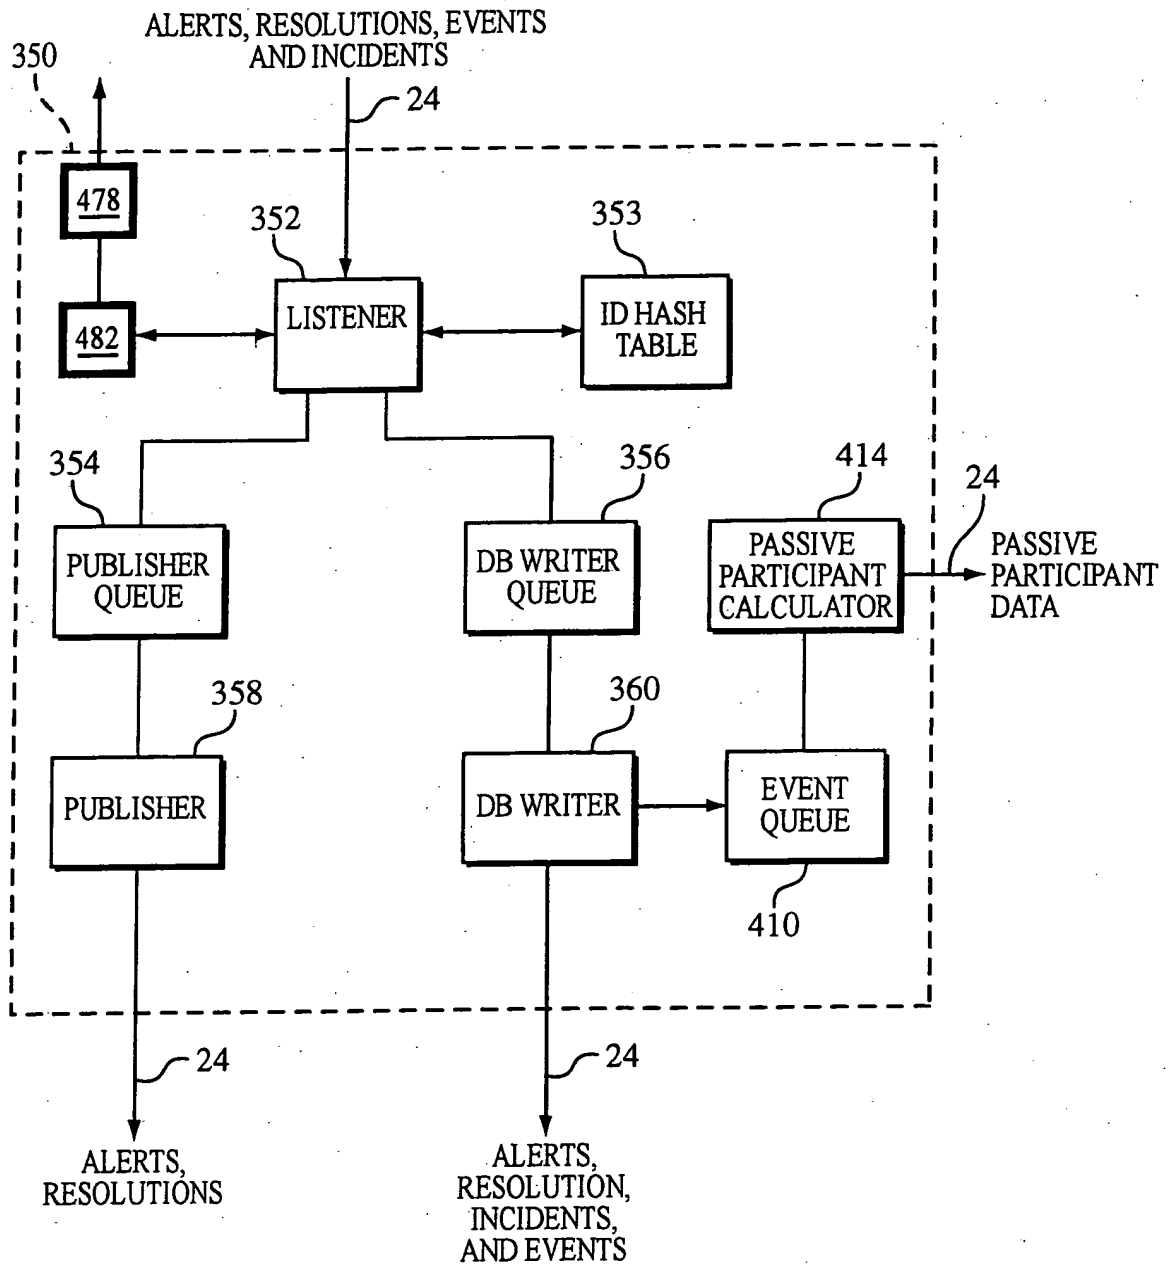 ALERTS, RESOLUTIONS, EVENTS
AND INCIDENTS
350
24
478
352
353
LISTENER
ID HASH
TABLE
482
354
356
414
24
PUBLISHER
QUEUE
DB WRITER
QUEUE
PASSIVE
PARTICIPANT
CALCULATOR
PASSIVE
PARTICIPANT
DATA
358
360
PUBLISHER
DB WRITER
EVENT
QUEUE
410
24
24
ALERTS,
RESOLUTIONS
ALERTS,
RESOLUTION,
INCIDENTS,
AND EVENTS